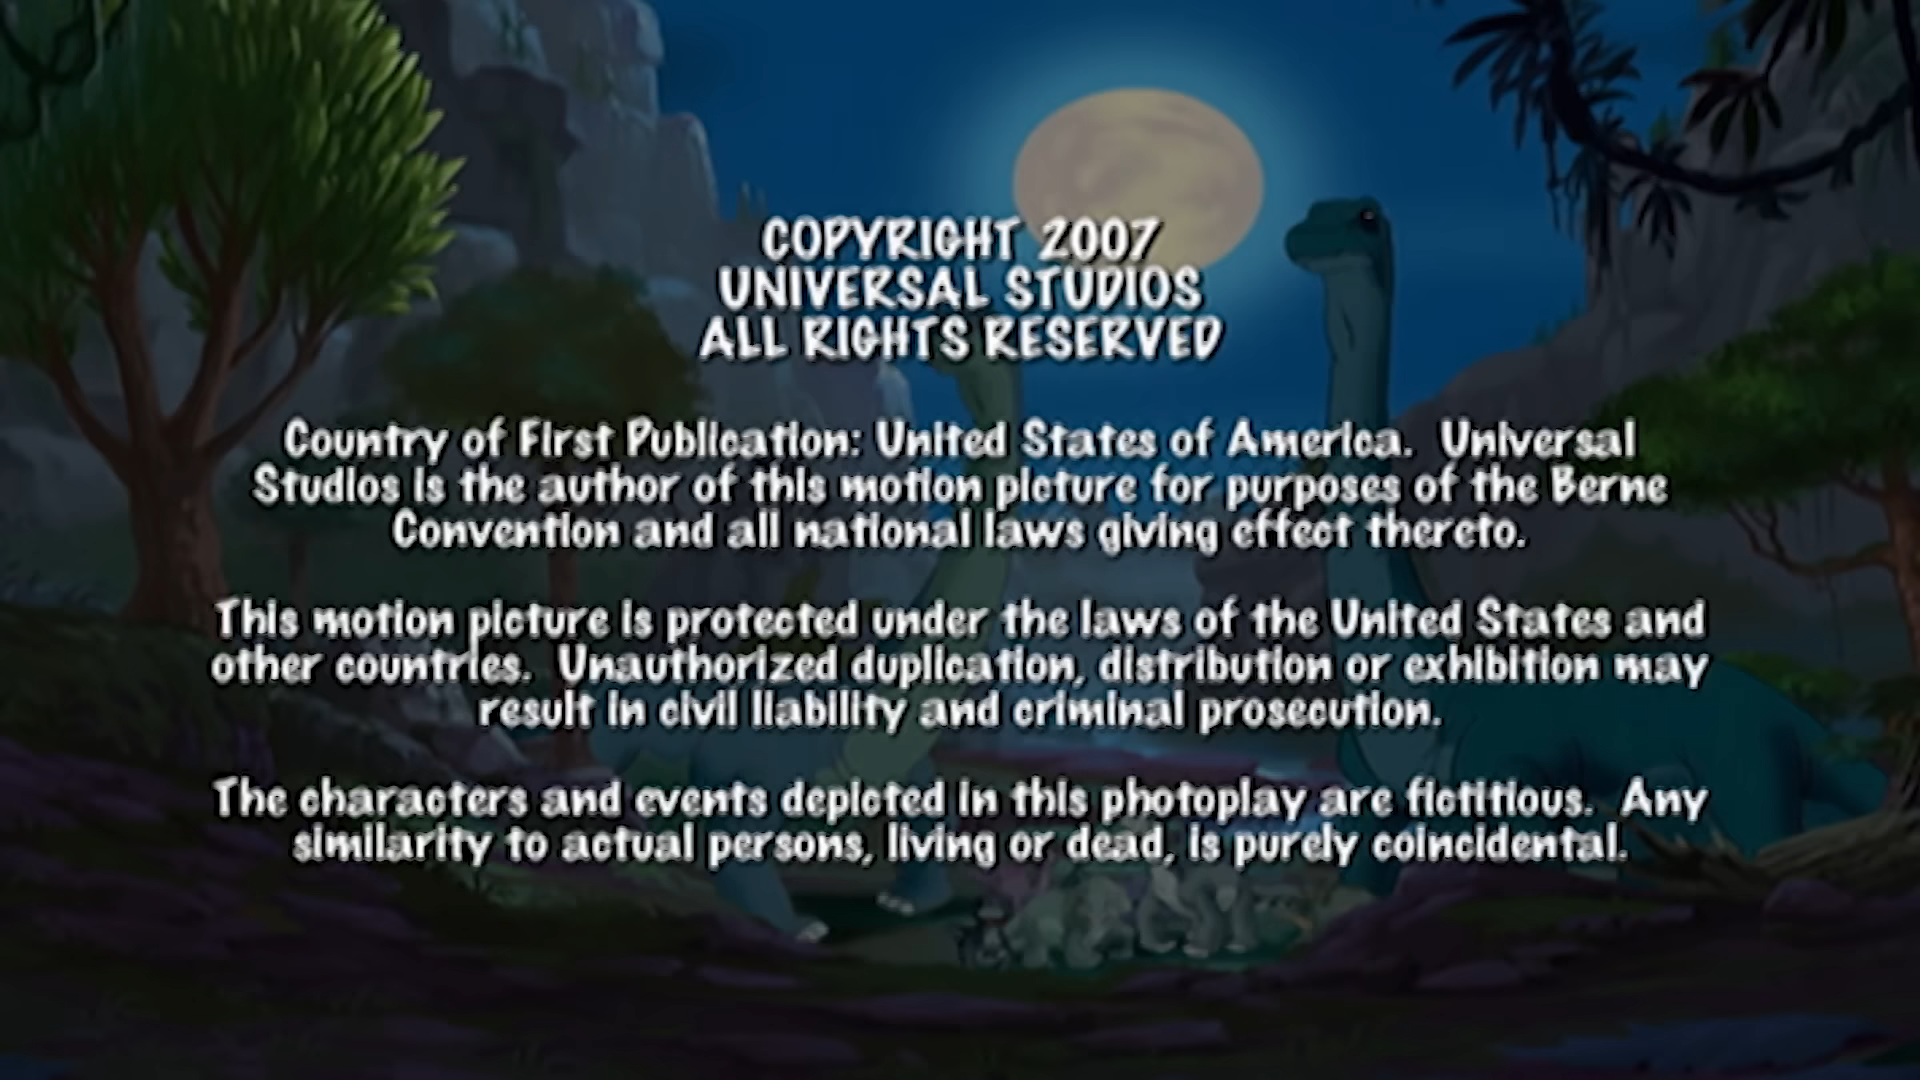 COPYRIGHT 2007
UNIVERSAL STUDIOS
ALL RIGHTS RESERVED
Country of First Publication: United States of America. Universal
Studios is the author of this motion picture for purposes of the Berne
Convention and all national laws giving effect thereto.
This motion picture is protected under the laws of the United States and
other countries. Unauthorized duplication, distribution or exhibition may
result in civil liability and criminal prosecution.
The characters and events depicted in this photoplay are fictitious. Any
similarity to actual persons, living or dead, is purely coincidental.